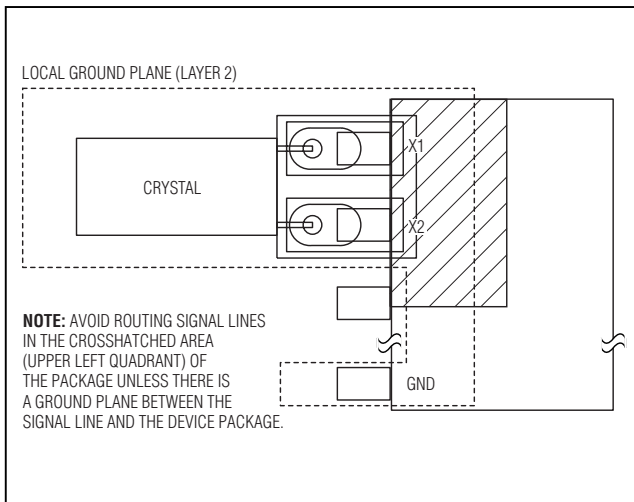 LOCAL GROUND PLANE (LAYER 2)
CRYSTAL
X1
X2
NOTE: AVOID ROUTING SIGNAL LINES
IN THE CROSSHATCHED AREA
(UPPER LEFT QUADRANT) OF
THE PACKAGE UNLESS THERE IS
A GROUND PLANE BETWEEN THE
SIGNAL LINE AND THE DEVICE PACKAGE.
GND